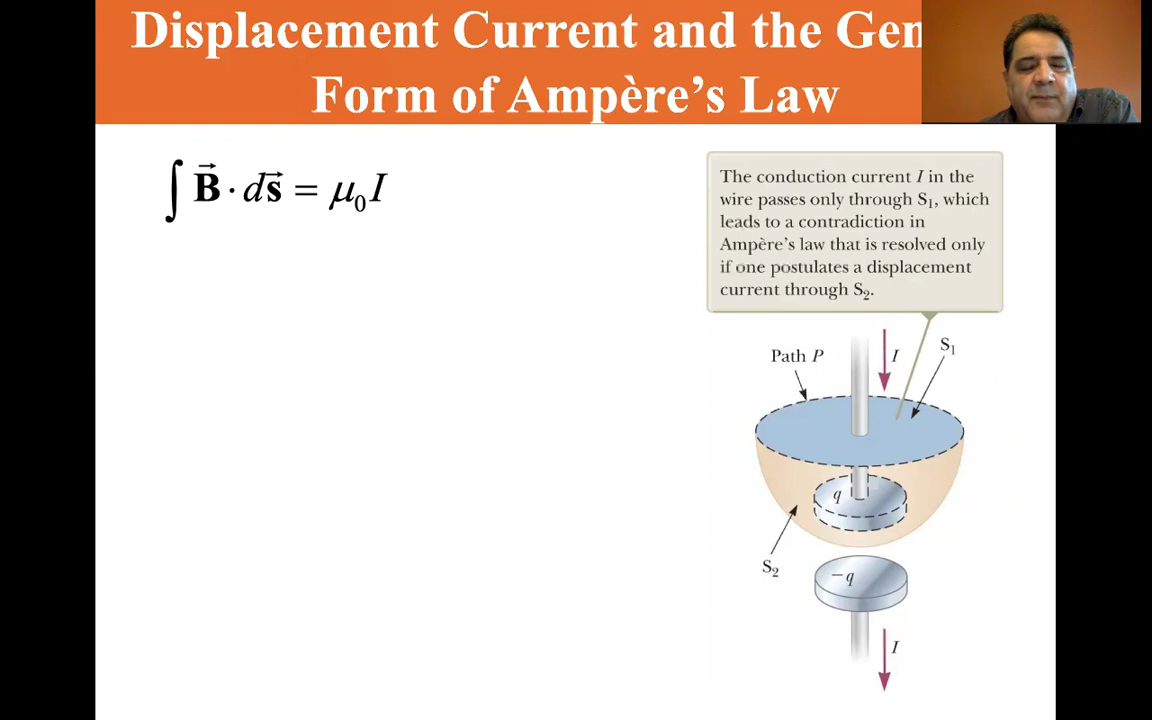 Displacement Current and the Gen
Form of Ampère’s Law
∫ B⃗ · ds⃗ = μ₀I
The conduction current I in the
wire passes only through S₁, which
leads to a contradiction in
Ampère’s law that is resolved only
if one postulates a displacement
current through S₂.
Path P
I
S₁
q
S₂
−q
I